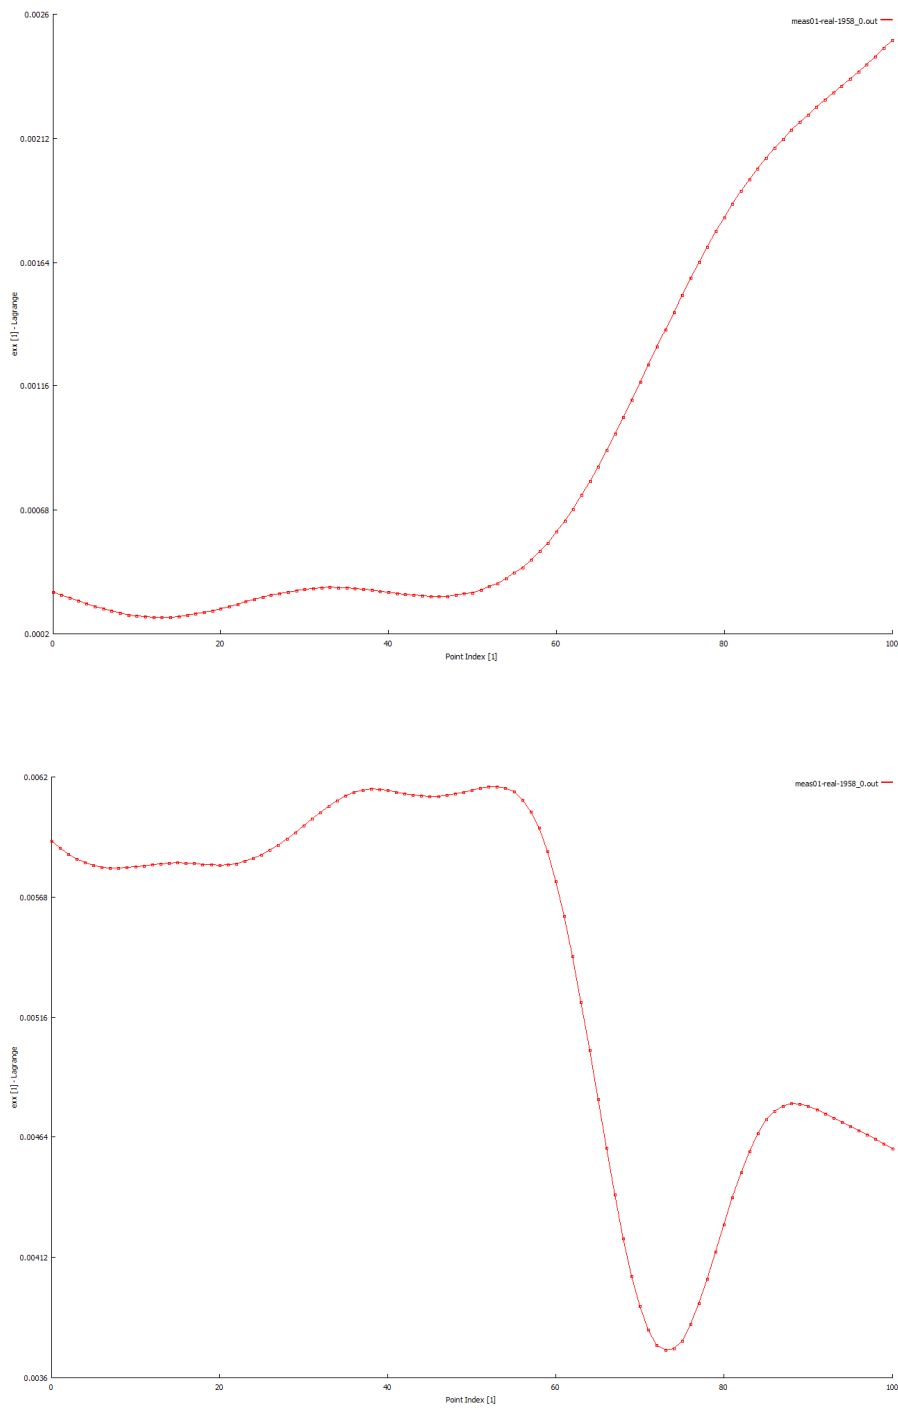 0.0026
meas01-real-1958_0.out
0.00212
0.00164
exx [1] - Lagrange
0.00116
0.00068
0.0002
0 20 40 60 80 100
Point Index [1]
0.0062
meas01-real-1958_0.out
0.00568
0.00516
exx [1] - Lagrange
0.00464
0.00412
0.0036
0 20 40 60 80 100
Point Index [1]